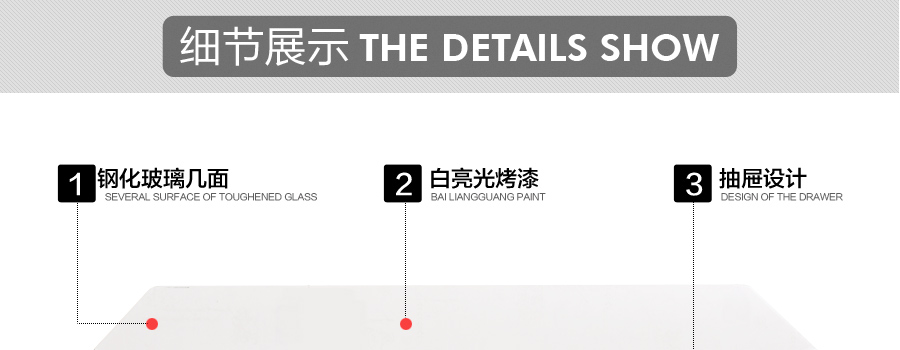 细节展示 THE DETAILS SHOW
1 钢化玻璃几面
SEVERAL SURFACE OF TOUGHENED GLASS
2 白亮光烤漆
BAI LIANGGUANG PAINT
3 抽屉设计
DESIGN OF THE DRAWER